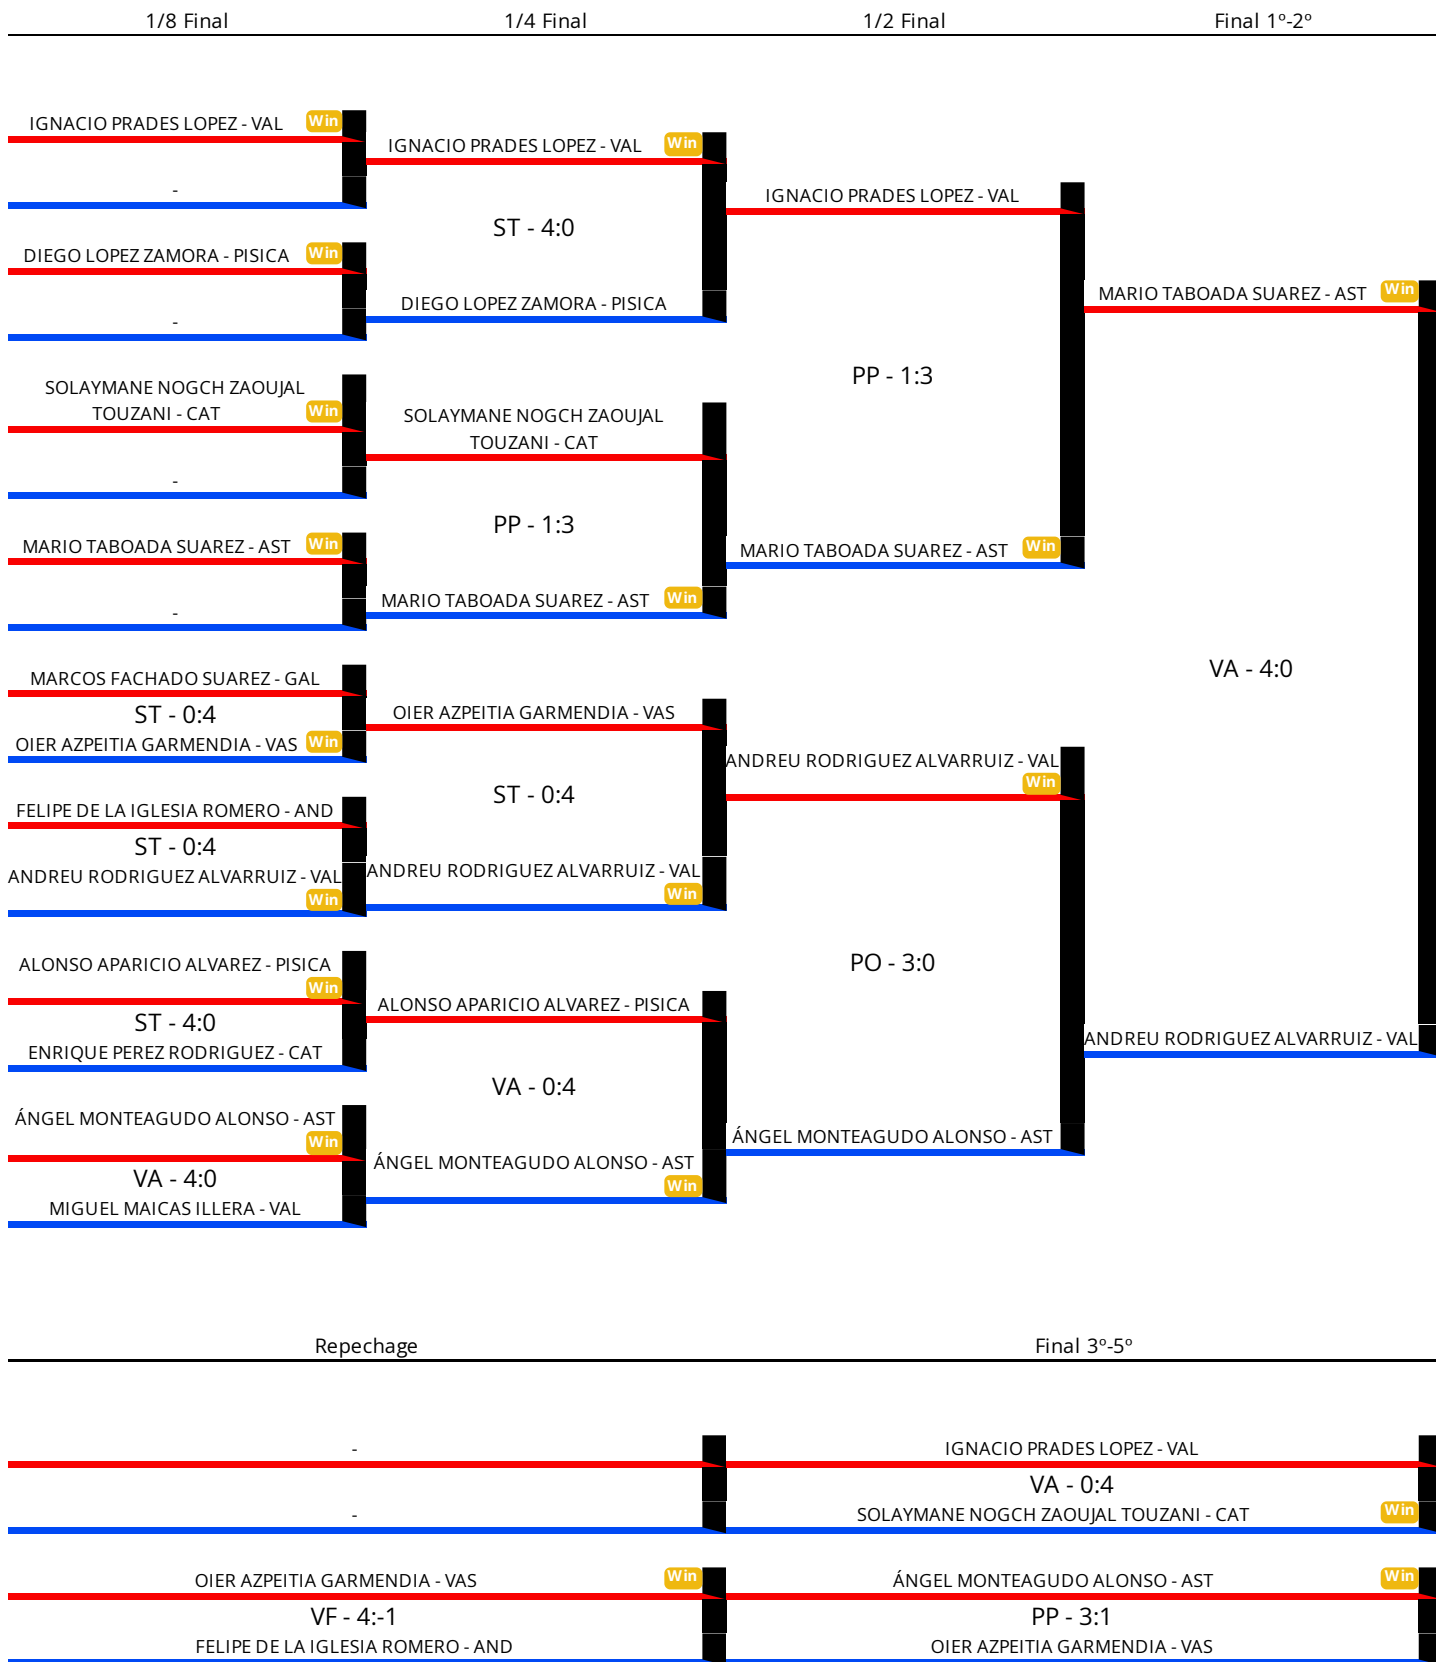 1/8 Final
1/4 Final
1/2 Final
Final 1º-2º
IGNACIO PRADES LOPEZ - VAL
Win
-
DIEGO LOPEZ ZAMORA - PISICA
Win
-
SOLAYMANE NOGCH ZAOUJAL
TOUZANI - CAT
Win
-
MARIO TABOADA SUAREZ - AST
Win
-
MARCOS FACHADO SUAREZ - GAL
ST - 0:4
OIER AZPEITIA GARMENDIA - VAS
Win
FELIPE DE LA IGLESIA ROMERO - AND
ST - 0:4
ANDREU RODRIGUEZ ALVARRUIZ - VAL
Win
ALONSO APARICIO ALVAREZ - PISICA
Win
ST - 4:0
ENRIQUE PEREZ RODRIGUEZ - CAT
ÁNGEL MONTEAGUDO ALONSO - AST
Win
VA - 4:0
MIGUEL MAICAS ILLERA - VAL
IGNACIO PRADES LOPEZ - VAL
Win
ST - 4:0
DIEGO LOPEZ ZAMORA - PISICA
SOLAYMANE NOGCH ZAOUJAL
TOUZANI - CAT
PP - 1:3
MARIO TABOADA SUAREZ - AST
Win
OIER AZPEITIA GARMENDIA - VAS
ST - 0:4
ANDREU RODRIGUEZ ALVARRUIZ - VAL
Win
ALONSO APARICIO ALVAREZ - PISICA
VA - 0:4
ÁNGEL MONTEAGUDO ALONSO - AST
Win
IGNACIO PRADES LOPEZ - VAL
PP - 1:3
MARIO TABOADA SUAREZ - AST
Win
ANDREU RODRIGUEZ ALVARRUIZ - VAL
Win
PO - 3:0
ÁNGEL MONTEAGUDO ALONSO - AST
MARIO TABOADA SUAREZ - AST
Win
VA - 4:0
ANDREU RODRIGUEZ ALVARRUIZ - VAL
Repechage
Final 3º-5º
-
-
OIER AZPEITIA GARMENDIA - VAS
Win
VF - 4:-1
FELIPE DE LA IGLESIA ROMERO - AND
IGNACIO PRADES LOPEZ - VAL
VA - 0:4
SOLAYMANE NOGCH ZAOUJAL TOUZANI - CAT
Win
ÁNGEL MONTEAGUDO ALONSO - AST
Win
PP - 3:1
OIER AZPEITIA GARMENDIA - VAS